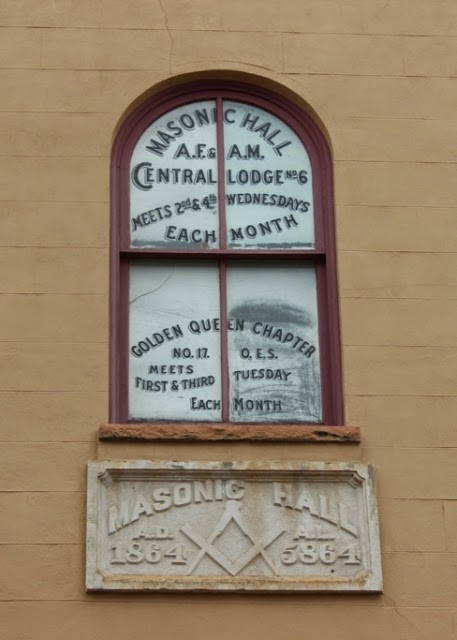 MASONIC HALL
A.F. & A.M.
CENTRAL LODGE No 6
MEETS 2nd & 4th WEDNESDAYS
EACH MONTH
GOLDEN QUEEN CHAPTER
NO. 17. O.E.S.
MEETS
FIRST & THIRD TUESDAY
EACH MONTH
MASONIC HALL
A.D. A.L.
1864 5864